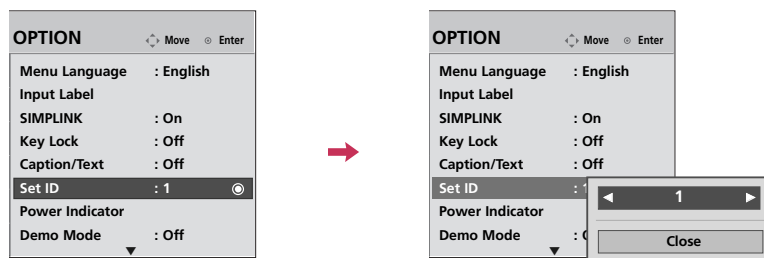 OPTION Move Enter
Menu Language : English
Input Label
SIMPLINK : On
Key Lock : Off
Caption/Text : Off
Set ID : 1
Power Indicator
Demo Mode : Off
OPTION Move Enter
Menu Language : English
Input Label
SIMPLINK : On
Key Lock : Off
Caption/Text : Off
Set ID : 1
Power Indicator
Demo Mode :
1
Close